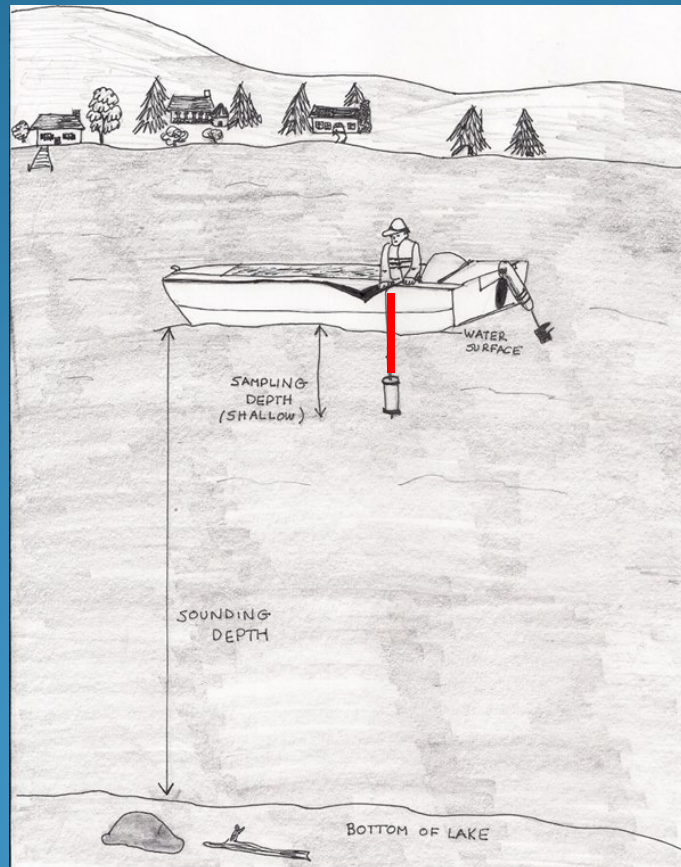 WATER
SURFACE
SAMPLING
DEPTH
(SHALLOW)
SOUNDING
DEPTH
BOTTOM OF LAKE